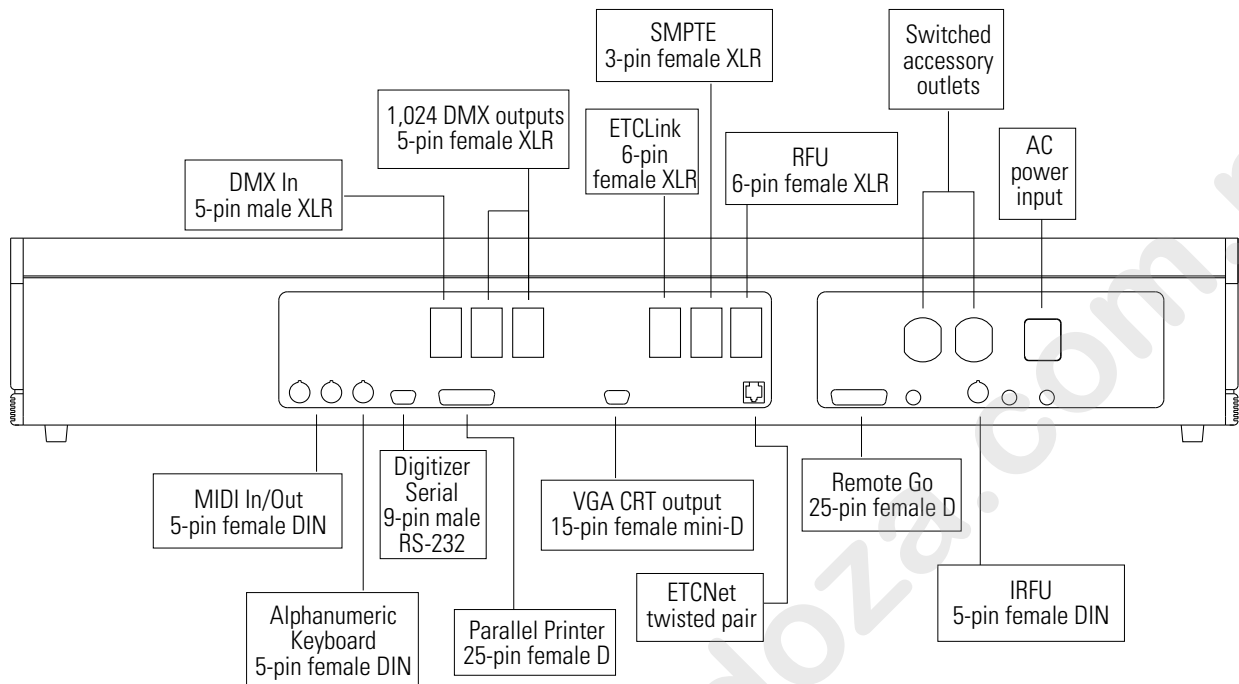 SMPTE
3-pin female XLR
Switched
accessory
outlets
1,024 DMX outputs
5-pin female XLR
ETCLink
6-pin
female XLR
RFU
6-pin female XLR
AC
power
input
DMX In
5-pin male XLR
MIDI In/Out
5-pin female DIN
Digitizer
Serial
9-pin male
RS-232
VGA CRT output
15-pin female mini-D
Remote Go
25-pin female D
Alphanumeric
Keyboard
5-pin female DIN
Parallel Printer
25-pin female D
ETCNet
twisted pair
IRFU
5-pin female DIN
doza.com.